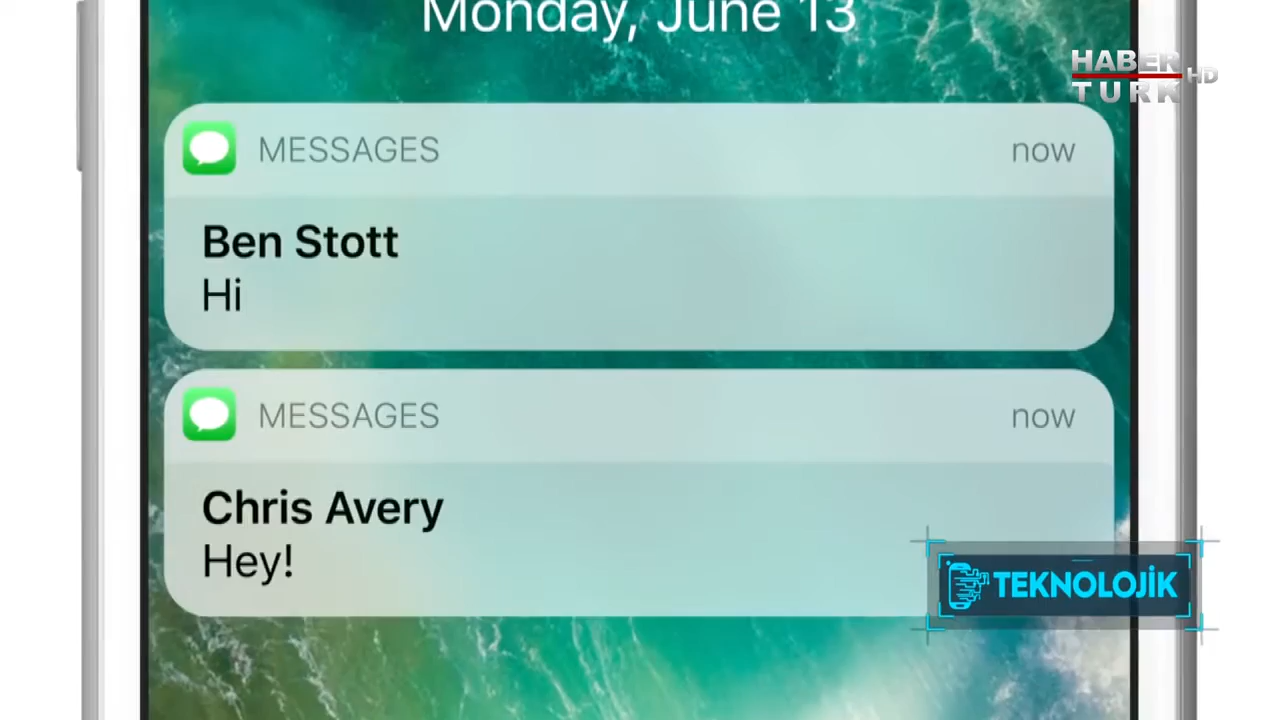 Monday, June 13
HABER
TURK HD
MESSAGES now
Ben Stott
Hi
MESSAGES now
Chris Avery
Hey!
TEKNOLOJİK